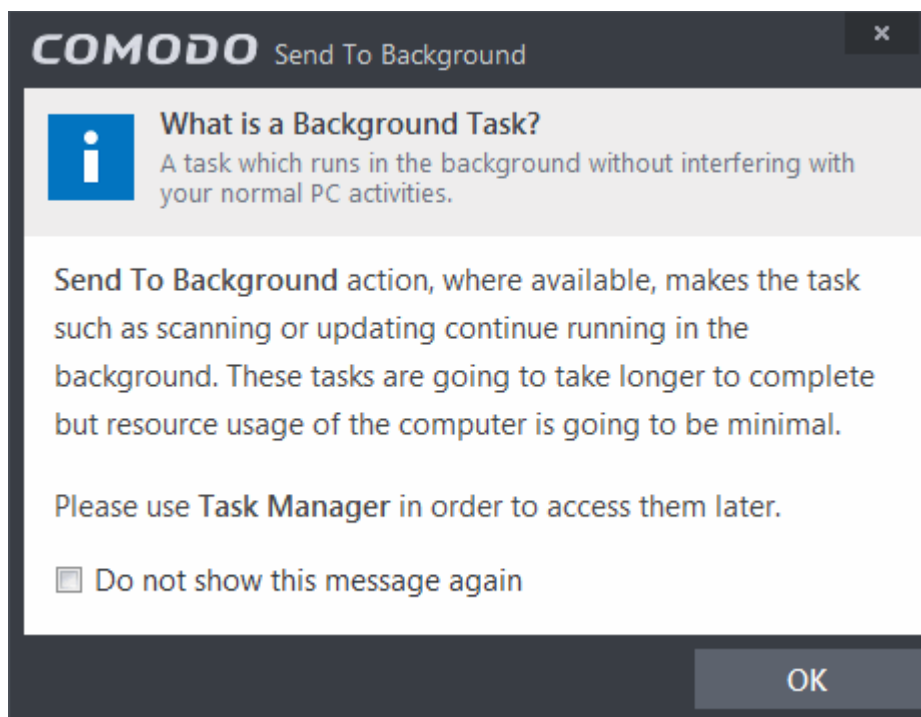 COMODO Send To Background
What is a Background Task?
A task which runs in the background without interfering with
your normal PC activities.
Send To Background action, where available, makes the task
such as scanning or updating continue running in the
background. These tasks are going to take longer to complete
but resource usage of the computer is going to be minimal.
Please use Task Manager in order to access them later.
Do not show this message again
OK